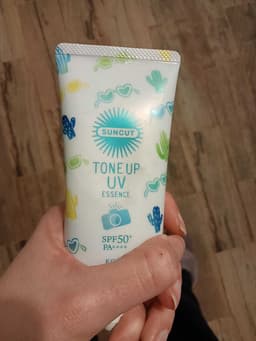 SUNCUT
TONE UP
UV
ESSENCE
SPF50+
PA++++